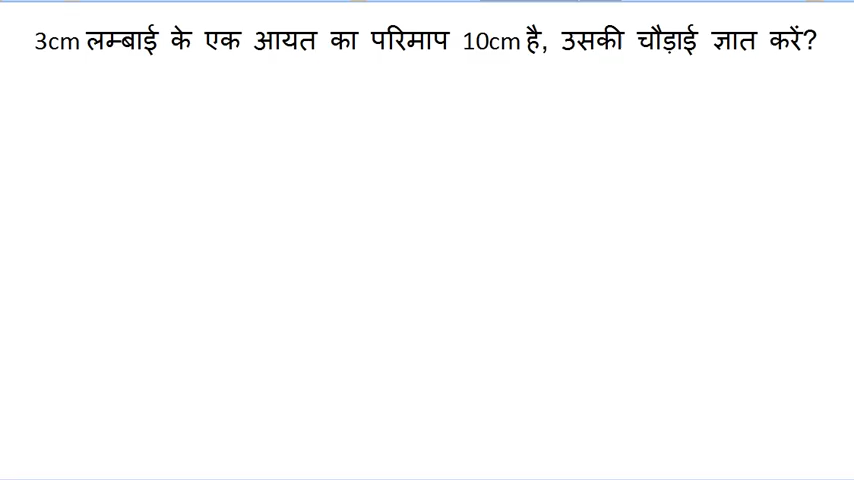 3cm लम्बाई के एक आयत का परिमाप 10cm है, उसकी चौड़ाई ज्ञात करें?